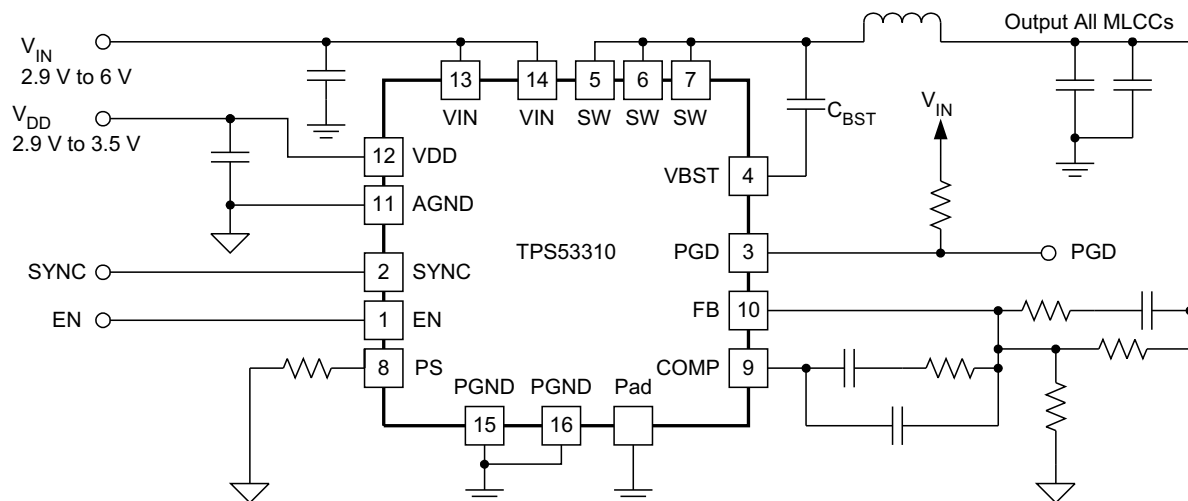 Output All MLCCs
V_IN
2.9 V to 6 V
13
14
5
6
7
VIN
VIN
SW
SW
SW
V_DD
2.9 V to 3.5 V
C_BST
V_IN
12
VDD
VBST
4
11
AGND
TPS53310
PGD
3
PGD
SYNC
2
SYNC
FB
10
EN
1
EN
8
PS
COMP
9
PGND
PGND
Pad
15
16